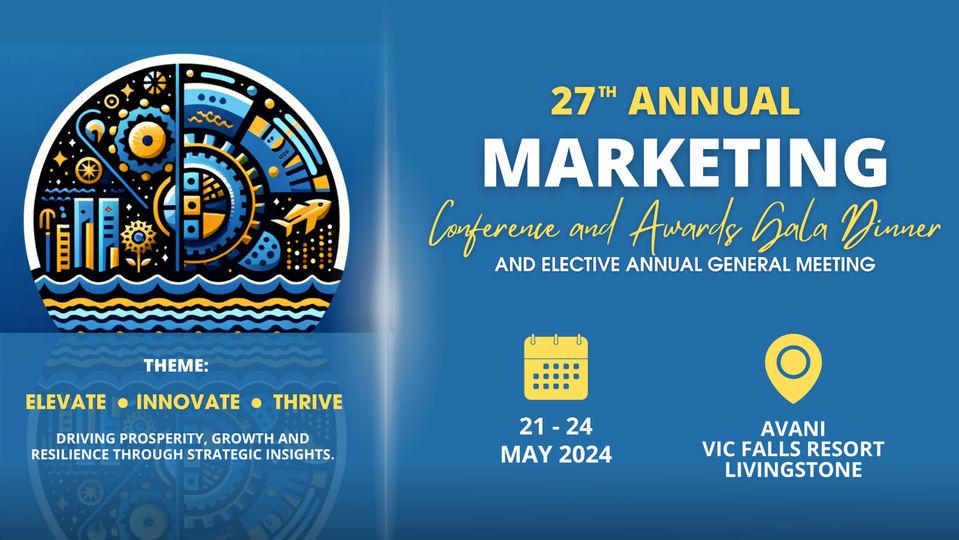 27TH ANNUAL
MARKETING
Conference and Awards Gala Dinner
AND ELECTIVE ANNUAL GENERAL MEETING
THEME:
ELEVATE ● INNOVATE ● THRIVE
DRIVING PROSPERITY, GROWTH AND
RESILIENCE THROUGH STRATEGIC INSIGHTS.
21 - 24
MAY 2024
AVANI
VIC FALLS RESORT
LIVINGSTONE